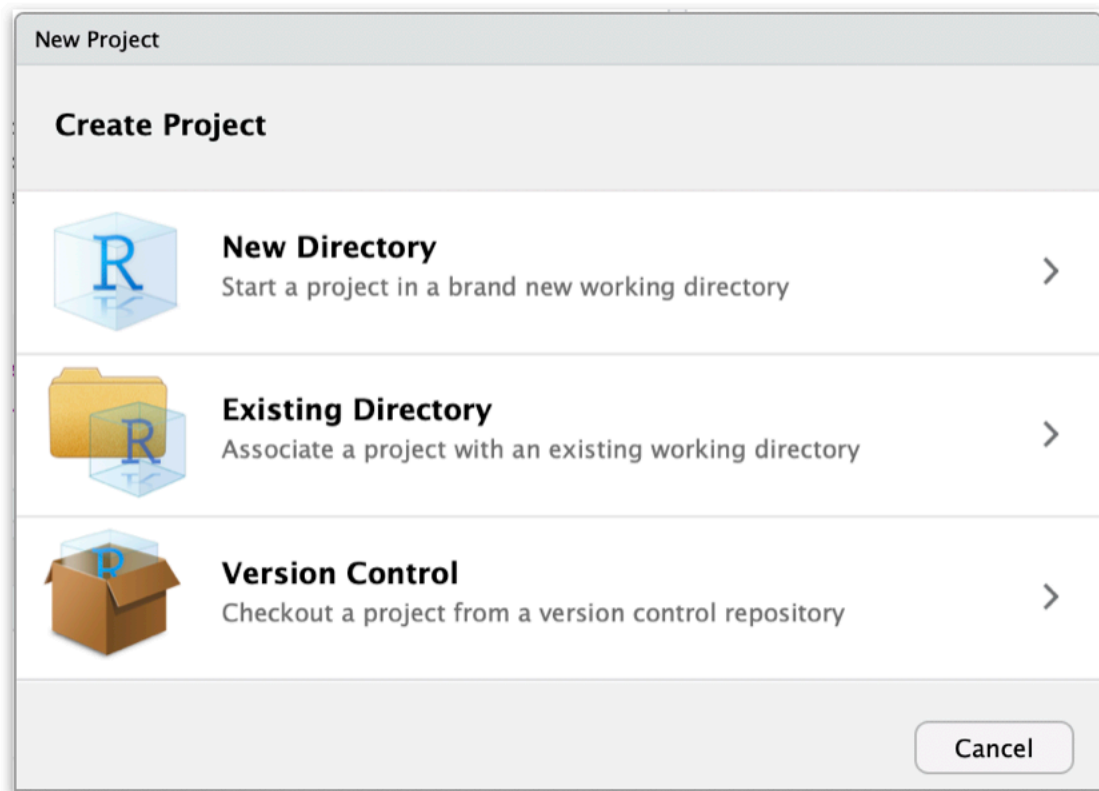 New Project
Create Project
R
New Directory
Start a project in a brand new working directory
R
Existing Directory
Associate a project with an existing working directory
R
Version Control
Checkout a project from a version control repository
Cancel